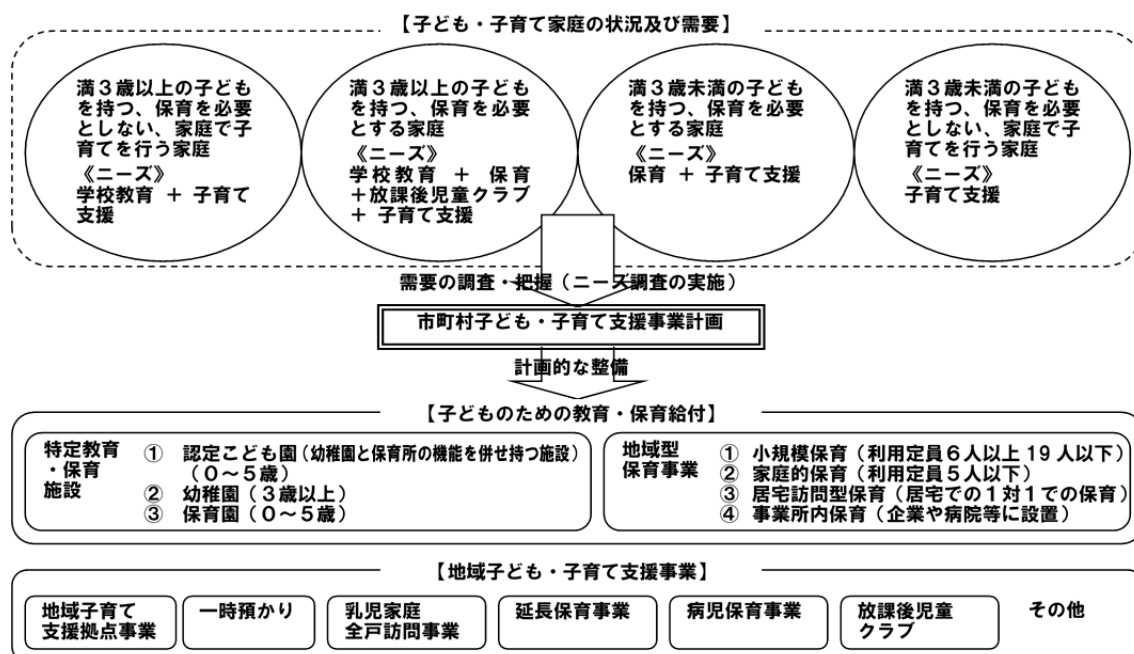 【子ども・子育て家庭の状況及び需要】
満３歳以上の子ども
を持つ、保育を必要
としない、家庭で子
育てを行う家庭
《ニーズ》
学校教育 ＋ 子育て
支援
満３歳以上の子ども
を持つ、保育を必要
とする家庭
《ニーズ》
学校教育 ＋ 保育
＋放課後児童クラブ
＋ 子育て支援
満３歳未満の子ども
を持つ、保育を必要
とする家庭
《ニーズ》
保育 ＋ 子育て支援
満３歳未満の子ども
を持つ、保育を必要
としない、家庭で子
育てを行う家庭
《ニーズ》
子育て支援
需要の調査・把握（ニーズ調査の実施）
市町村子ども・子育て支援事業計画
計画的な整備
【子どものための教育・保育給付】
特定教育
・保育
施設
① 認定こども園（幼稚園と保育所の機能を併せ持つ施設）
（０～５歳）
② 幼稚園（３歳以上）
③ 保育園（０～５歳）
地域型
保育事業
① 小規模保育（利用定員６人以上 19 人以下）
② 家庭的保育（利用定員５人以下）
③ 居宅訪問型保育（居宅での１対１での保育）
④ 事業所内保育（企業や病院等に設置）
【地域子ども・子育て支援事業】
地域子育て
支援拠点事業
一時預かり
乳児家庭
全戸訪問事業
延長保育事業
病児保育事業
放課後児童
クラブ
その他